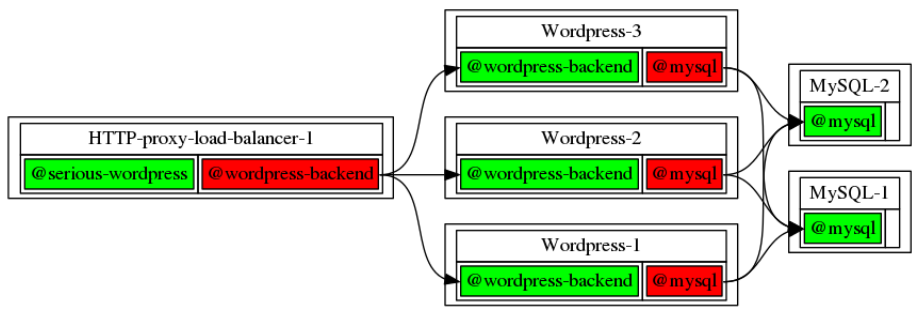 HTTP-proxy-load-balancer-1
@serious-wordpress @wordpress-backend
Wordpress-3
@wordpress-backend @mysql
Wordpress-2
@wordpress-backend @mysql
Wordpress-1
@wordpress-backend @mysql
MySQL-2
@mysql
MySQL-1
@mysql